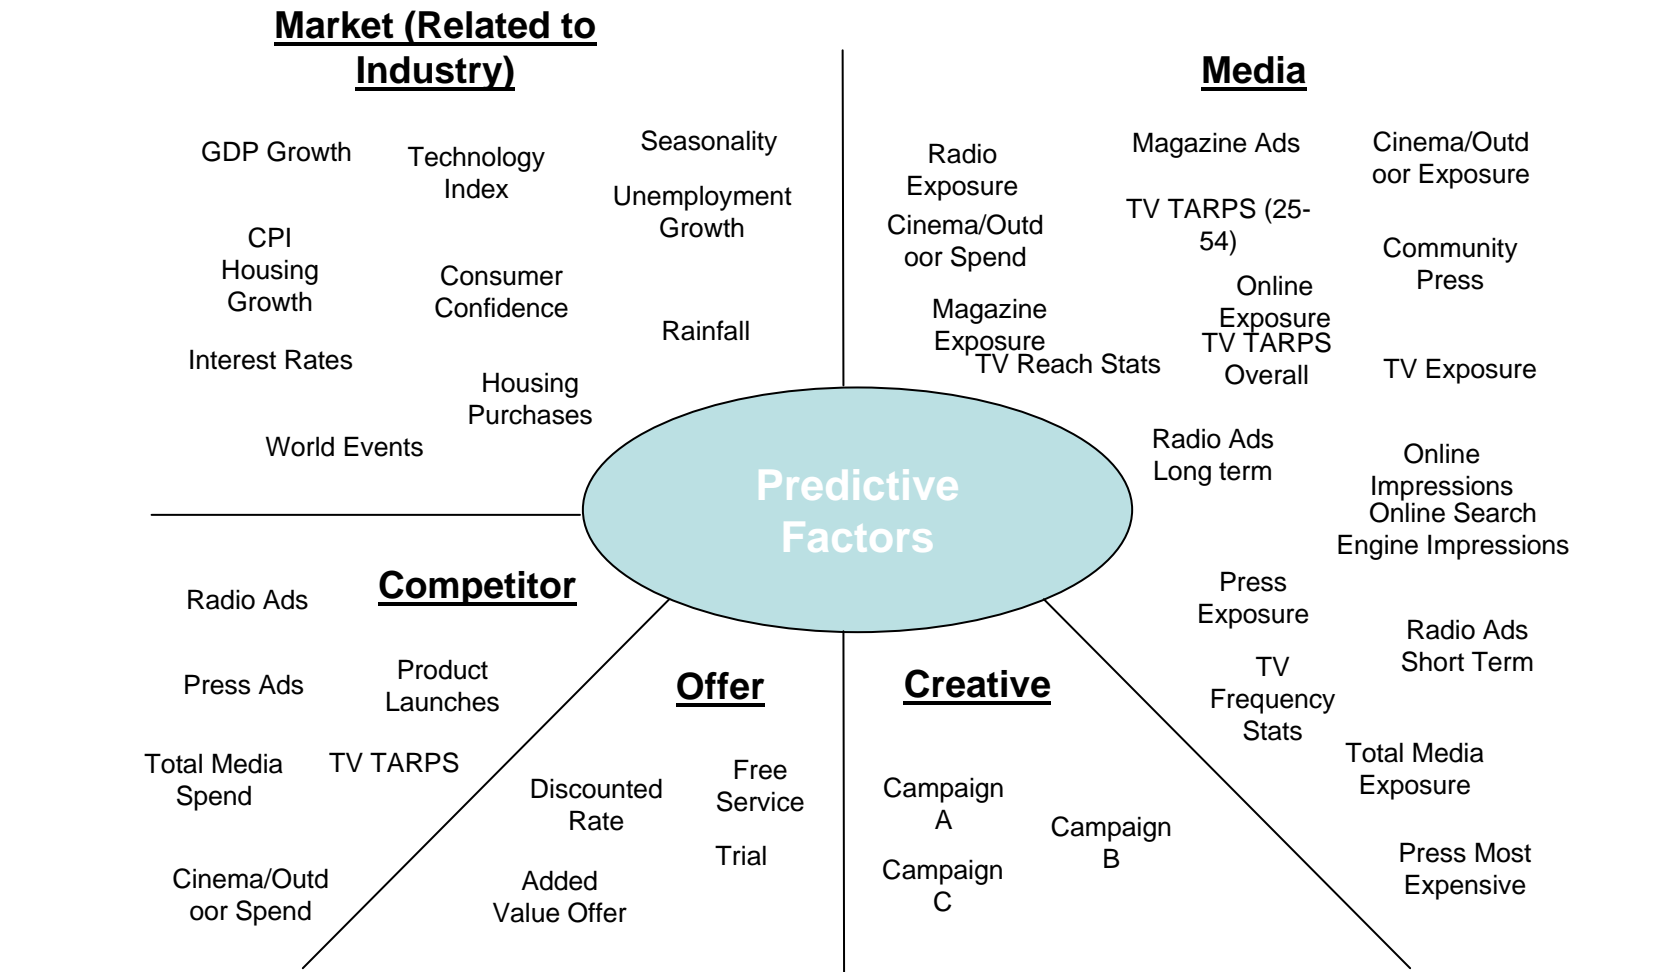 Market (Related to
Industry)
GDP Growth
Technology
Index
Seasonality
Unemployment
Growth
CPI
Housing
Growth
Consumer
Confidence
Rainfall
Interest Rates
Housing
Purchases
World Events
Media
Radio
Exposure
Magazine Ads
Cinema/Outd
oor Exposure
Cinema/Outd
oor Spend
TV TARPS (25-
54)
Community
Press
Magazine
Exposure
Online
Exposure
TV Reach Stats
TV TARPS
Overall
TV Exposure
Radio Ads
Long term
Online
Impressions
Online Search
Engine Impressions
Press
Exposure
Radio Ads
Short Term
TV
Frequency
Stats
Total Media
Exposure
Press Most
Expensive
Predictive
Factors
Competitor
Radio Ads
Press Ads
Product
Launches
Total Media
Spend
TV TARPS
Cinema/Outd
oor Spend
Offer
Discounted
Rate
Free
Service
Trial
Added
Value Offer
Creative
Campaign
A
Campaign
B
Campaign
C